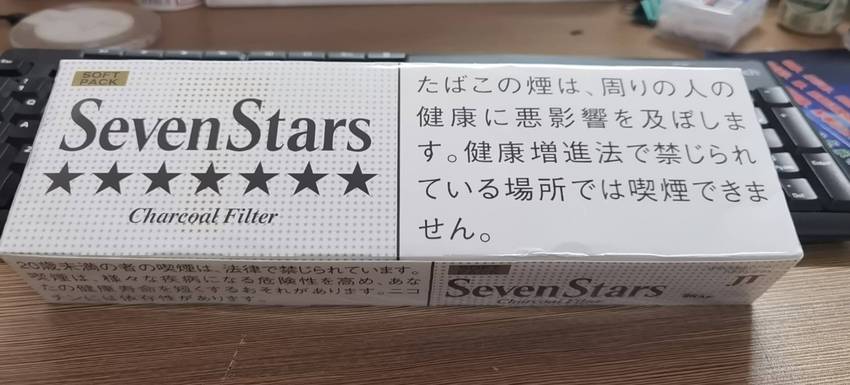 SOFT
PACK
Seven Stars
Charcoal Filter
たばこの煙は、周りの人の
健康に悪影響を及ぼしま
す。健康増進法で禁じられ
ている場所では喫煙できま
せん。
20歳未満の者の喫煙は、法律で禁じられています。
喫煙は、様々な疾病になる危険性を高め、あな
たの健康寿命を短くするおそれがあります。ニコ
チンには依存性があります。
Seven Stars
Charcoal Filter
JT